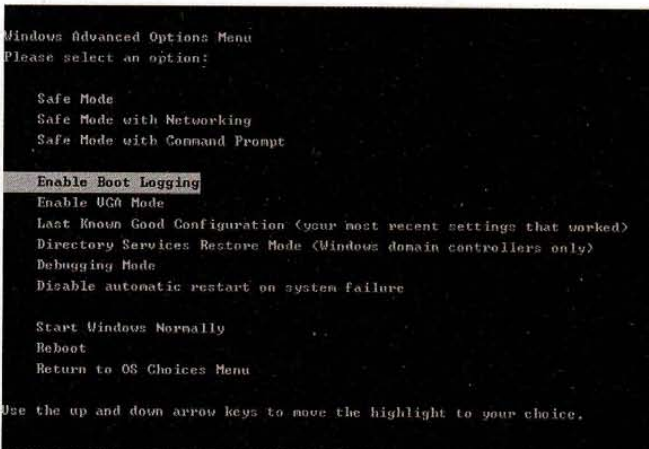 Windows Advanced Options Menu
Please select an option:
Safe Mode
Safe Mode with Networking
Safe Mode with Command Prompt
Enable Boot Logging
Enable VGA Mode
Last Known Good Configuration (your most recent settings that worked)
Directory Services Restore Mode (Windows domain controllers only)
Debugging Mode
Disable automatic restart on system failure
Start Windows Normally
Reboot
Return to OS Choices Menu
Use the up and down arrow keys to move the highlight to your choice.